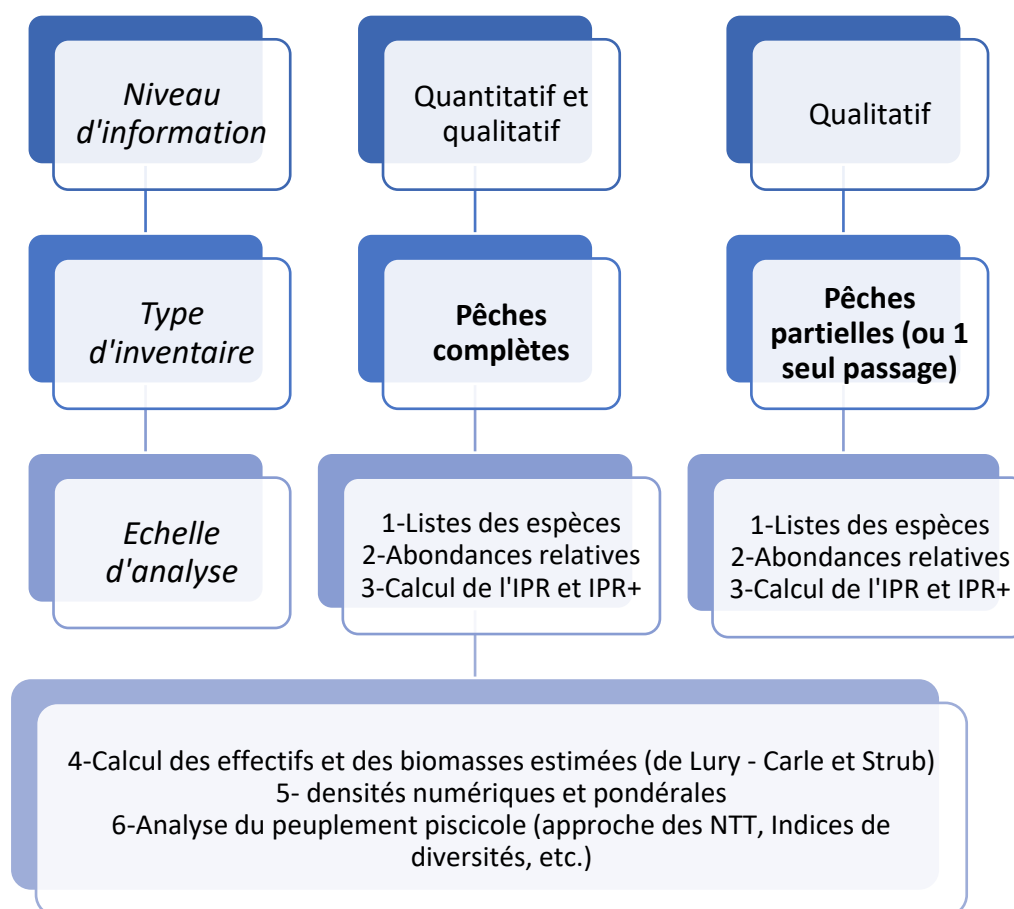 Niveau
d'information
Quantitatif et
qualitatif
Qualitatif
Type
d'inventaire
Pêches
complètes
Pêches
partielles (ou 1
seul passage)
Echelle
d'analyse
1-Listes des espèces
2-Abondances relatives
3-Calcul de l'IPR et IPR+
1-Listes des espèces
2-Abondances relatives
3-Calcul de l'IPR et IPR+
4-Calcul des effectifs et des biomasses estimées (de Lury - Carle et Strub)
5- densités numériques et pondérales
6-Analyse du peuplement piscicole (approche des NTT, Indices de
diversités, etc.)